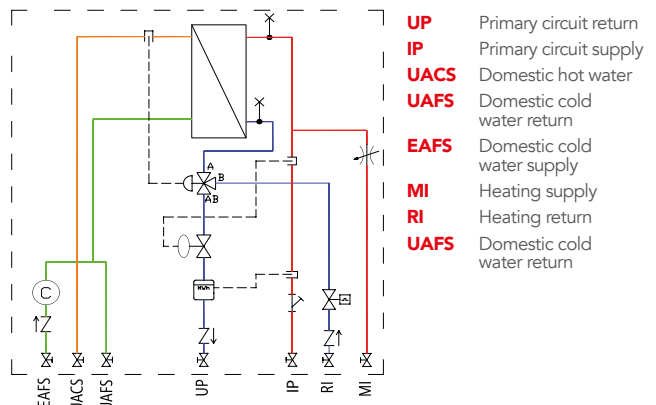 UP Primary circuit return
IP Primary circuit supply
UACS Domestic hot water
UAFS Domestic cold
water return
EAFS Domestic cold
water supply
MI Heating supply
RI Heating return
UAFS Domestic cold
water return
A
B
AB
C
MWh
EAFS
UACS
UAFS
UP
IP
RI
MI